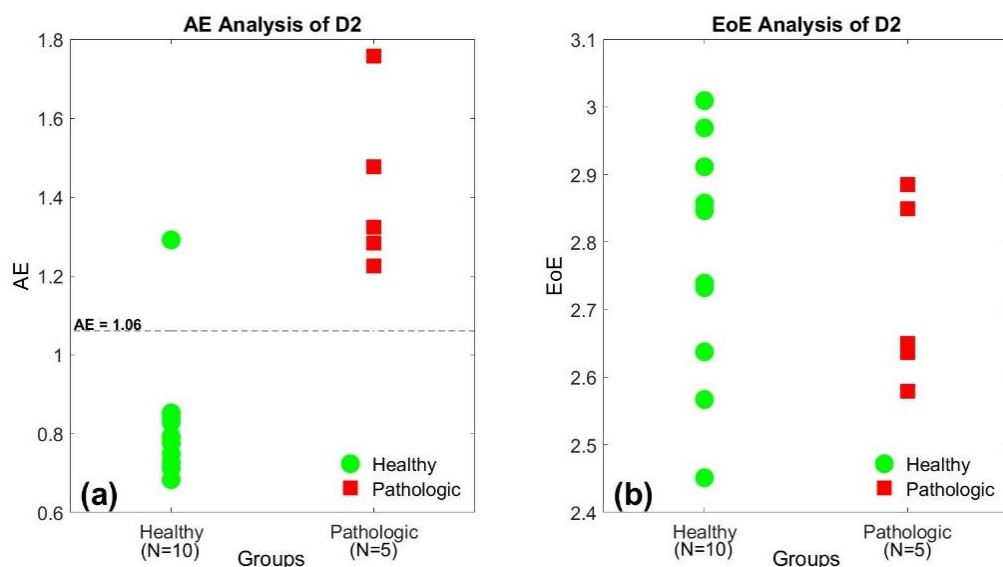 AE Analysis of D2
1.8
1.6
1.4
1.2
1
0.8
0.6
AE
AE = 1.06
Healthy
Pathologic
(a)
Healthy
(N=10)
Pathologic
(N=5)
Groups
EoE Analysis of D2
3.1
3
2.9
2.8
2.7
2.6
2.5
2.4
EoE
Healthy
Pathologic
(b)
Healthy
(N=10)
Pathologic
(N=5)
Groups